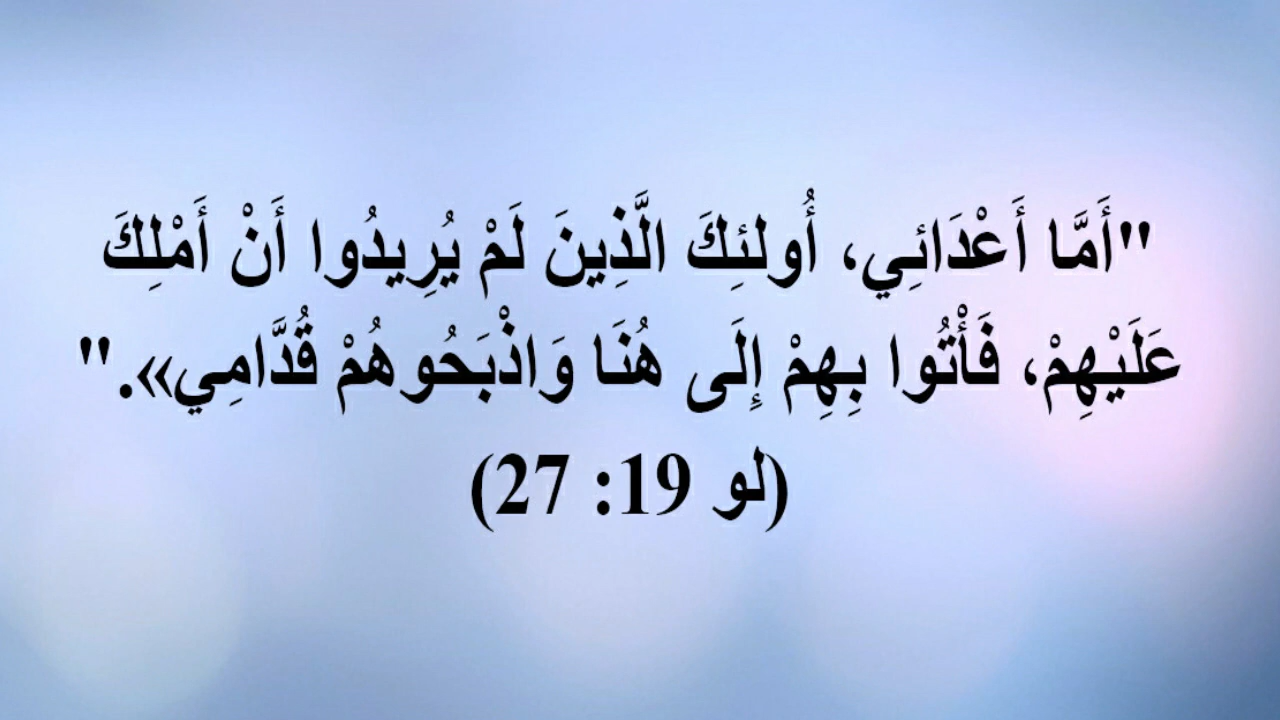 "أَمَّا أَعْدَائِي، أُولئِكَ الَّذِينَ لَمْ يُرِيدُوا أَنْ أَمْلِكَ
عَلَيْهِمْ، فَأْتُوا بِهِمْ إِلَى هُنَا وَاذْبَحُوهُمْ قُدَّامِي»."
(لو 19: 27)